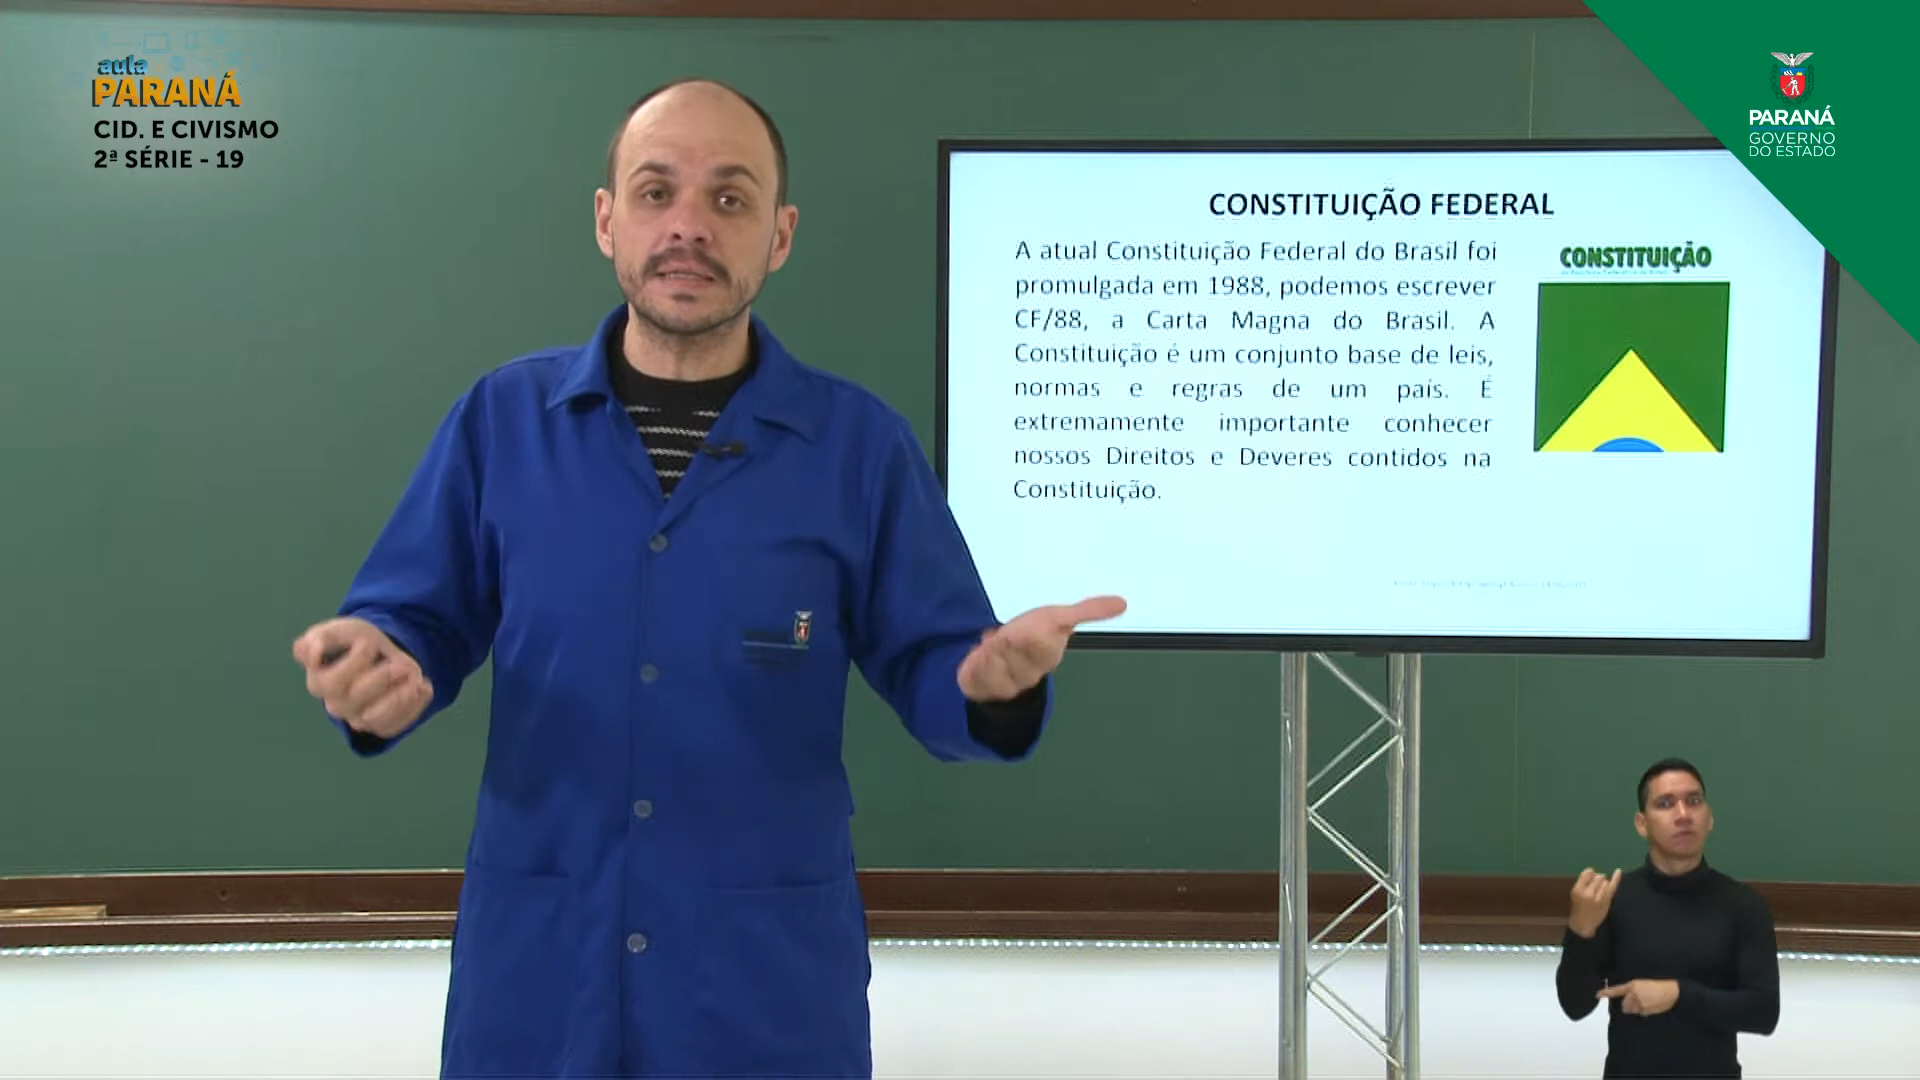 aula
PARANÁ
CID. E CIVISMO
2ª SÉRIE - 19
PARANÁ
GOVERNO
DO ESTADO
CONSTITUIÇÃO FEDERAL
A atual Constituição Federal do Brasil foi
promulgada em 1988, podemos escrever
CF/88, a Carta Magna do Brasil. A
Constituição é um conjunto base de leis,
normas e regras de um país. É
extremamente importante conhecer
nossos Direitos e Deveres contidos na
Constituição.
CONSTITUIÇÃO